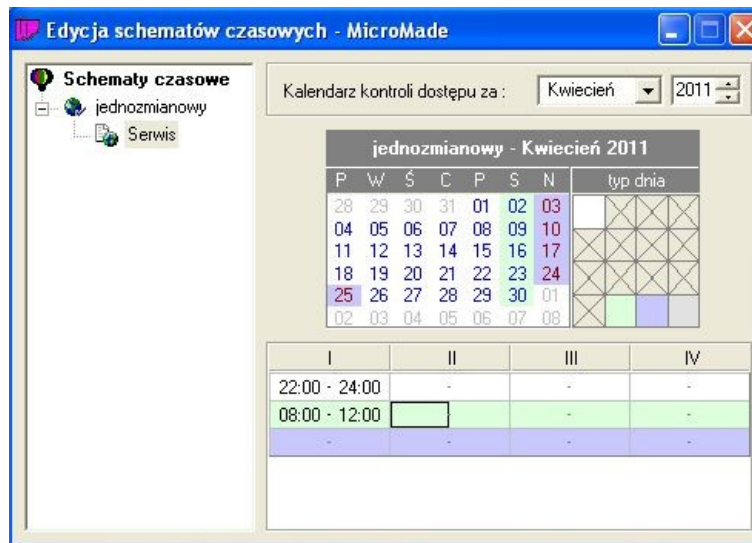 Edycja schematów czasowych - MicroMade
Schematy czasowe
jednozmianowy
Serwis
Kalendarz kontroli dostępu za :
Kwiecień
2011
jednozmianowy - Kwiecień 2011
P W Ś C P S N typ dnia
28 29 30 31 01 02 03
04 05 06 07 08 09 10
11 12 13 14 15 16 17
18 19 20 21 22 23 24
25 26 27 28 29 30 01
02 03 04 05 06 07 08
I II III IV
22:00 - 24:00 - - -
08:00 - 12:00 - - -
- - - -